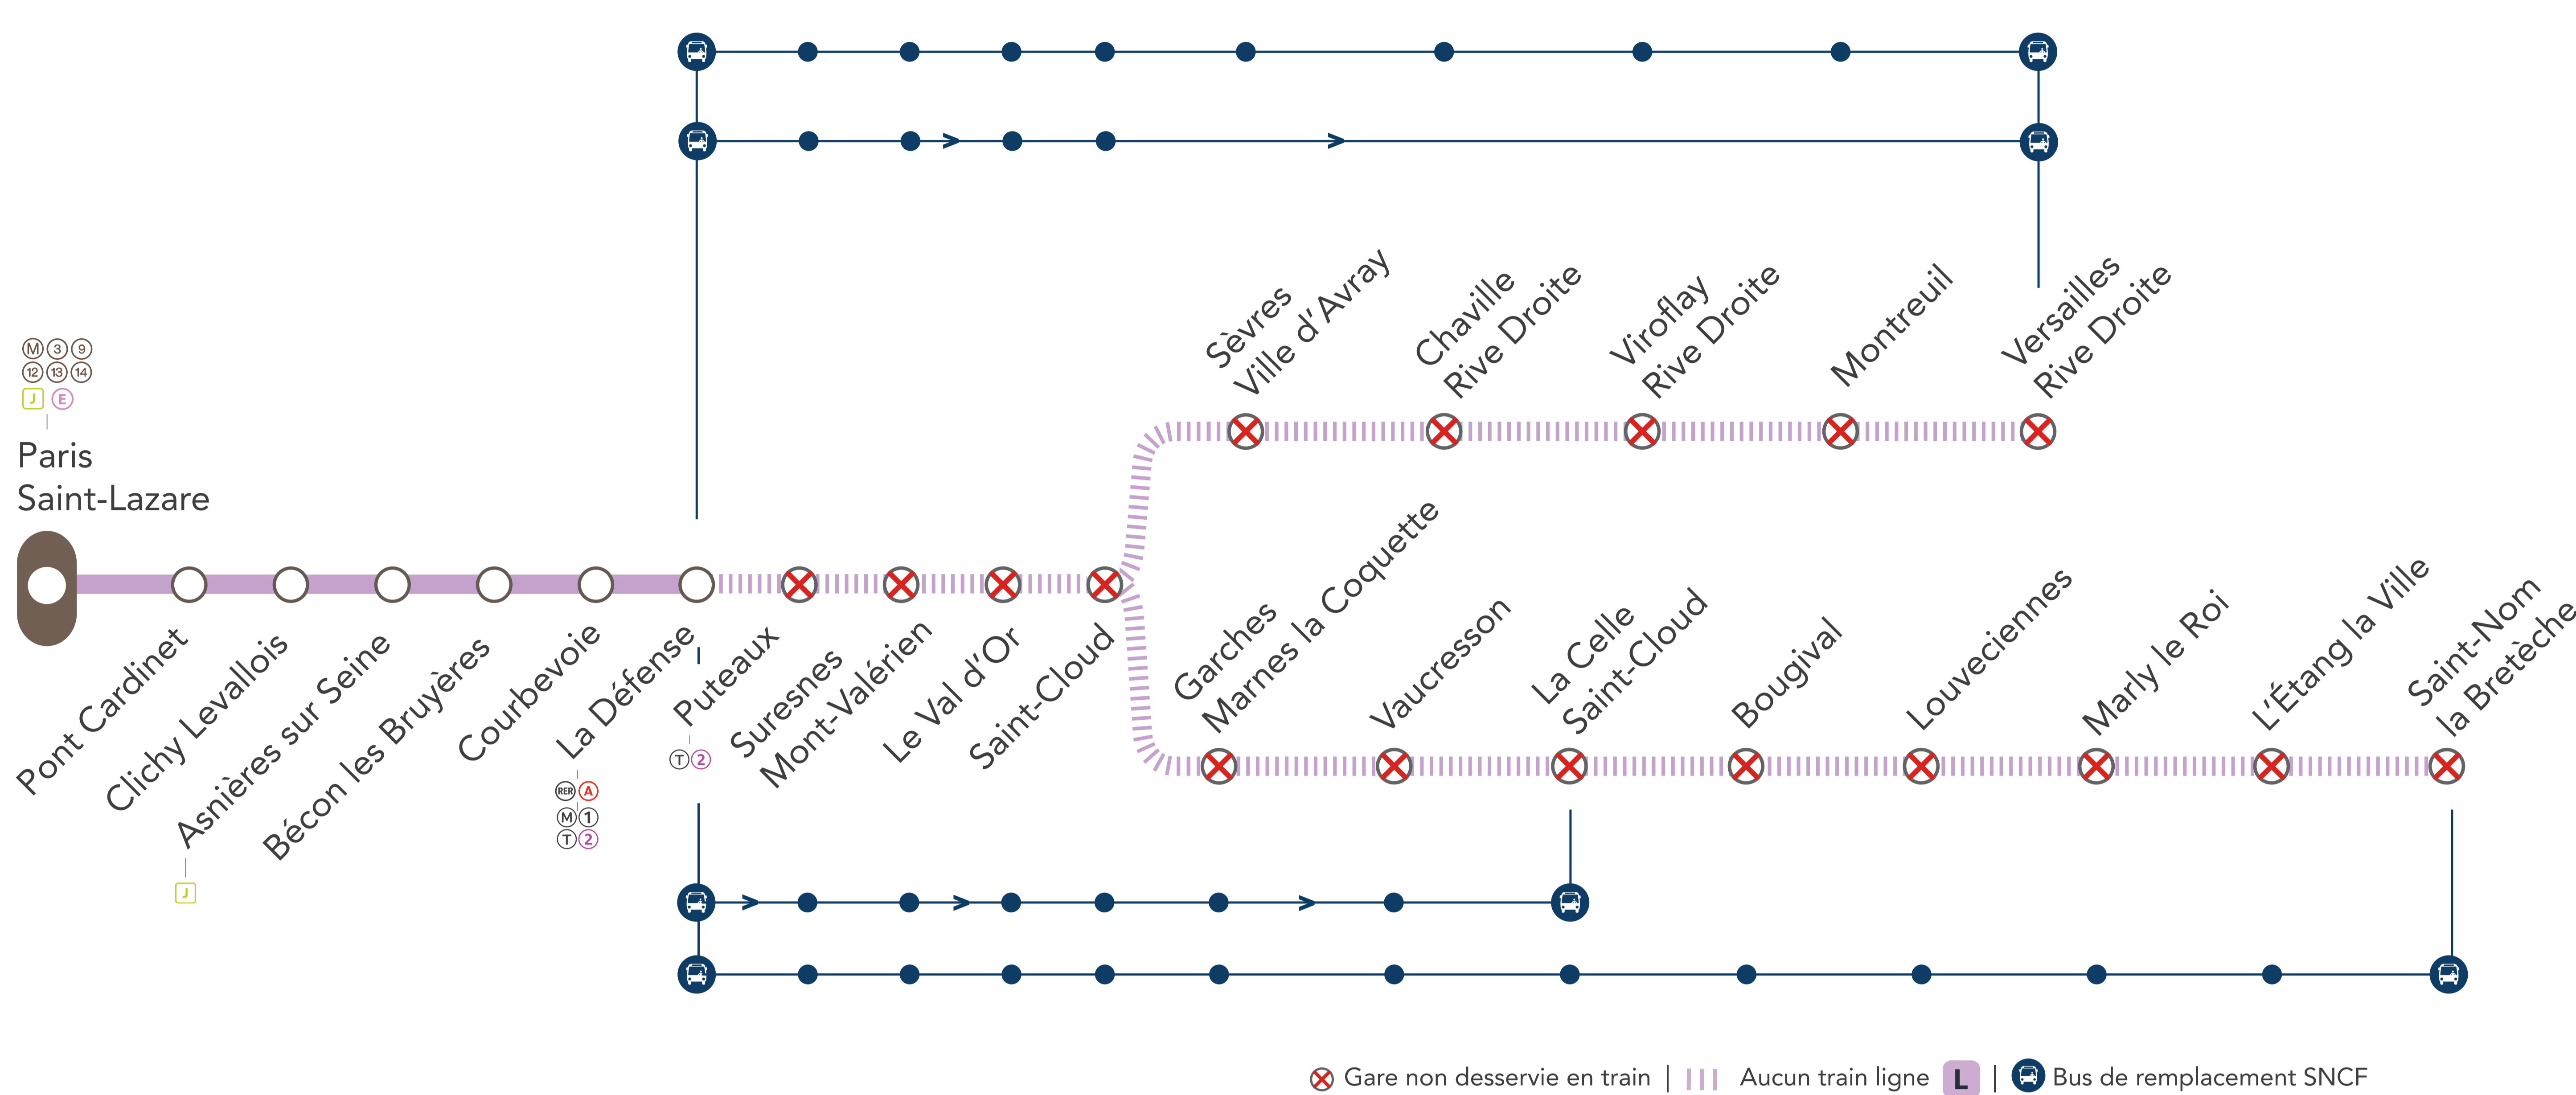 Sèvres
Ville d'Avray
Chaville
Rive Droite
Viroflay
Rive Droite
Montreuil
Versailles
Rive Droite
M 3 9
12 13 14
J E
Paris
Saint-Lazare
Pont Cardinet
Clichy Levallois
Asnières sur Seine
J
Bécon les Bruyères
Courbevoie
La Défense
RER A
M 1
T 2
Puteaux
T 2
Suresnes
Mont-Valérien
Le Val d'Or
Saint-Cloud
Garches
Marnes la Coquette
Vaucresson
La Celle
Saint-Cloud
Bougival
Louveciennes
Marly le Roi
L'Étang la Ville
Saint-Nom
la Bretèche
Gare non desservie en train | Aucun train ligne L | Bus de remplacement SNCF